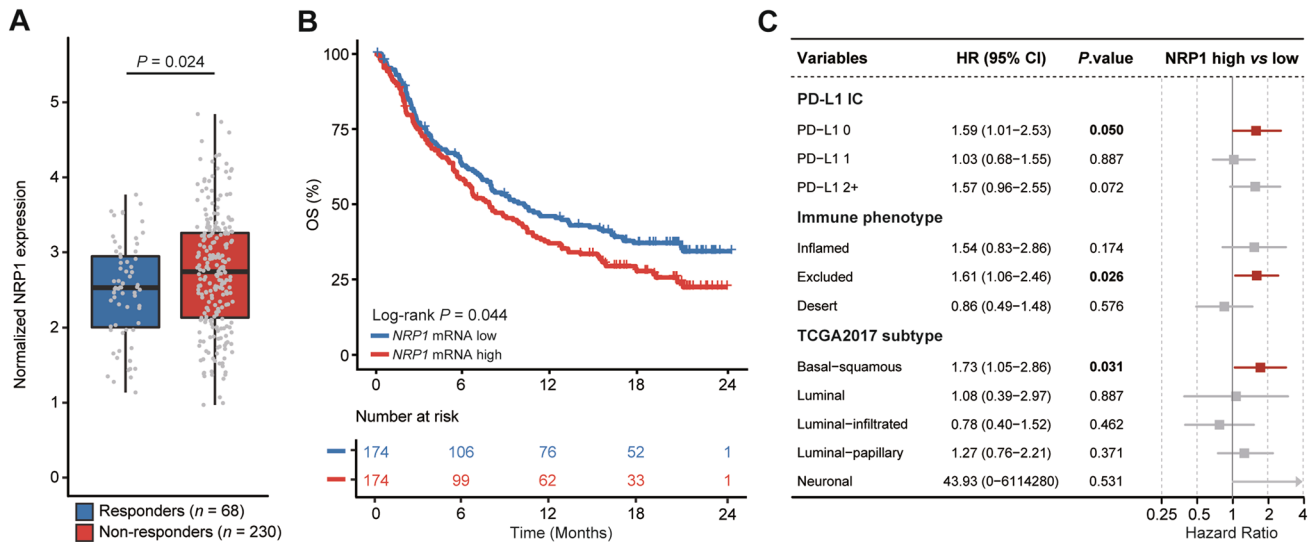 A
P = 0.024
Normalized NRP1 expression
5
4
3
2
1
0
Responders (n = 68)
Non-responders (n = 230)
B
OS (%)
100
75
50
25
0
Log-rank P = 0.044
NRP1 mRNA low
NRP1 mRNA high
0 6 12 18 24
Number at risk
174 106 76 52 1
174 99 62 33 1
0 6 12 18 24
Time (Months)
C
Variables HR (95% CI) P.value NRP1 high vs low
PD-L1 IC
PD−L1 0 1.59 (1.01−2.53) 0.050
PD−L1 1 1.03 (0.68−1.55) 0.887
PD−L1 2+ 1.57 (0.96−2.55) 0.072
Immune phenotype
Inflamed 1.54 (0.83−2.86) 0.174
Excluded 1.61 (1.06−2.46) 0.026
Desert 0.86 (0.49−1.48) 0.576
TCGA2017 subtype
Basal-squamous 1.73 (1.05−2.86) 0.031
Luminal 1.08 (0.39−2.97) 0.887
Luminal-infiltrated 0.78 (0.40−1.52) 0.462
Luminal-papillary 1.27 (0.76−2.21) 0.371
Neuronal 43.93 (0−6114280) 0.531
0.25 0.5 1 2 4
Hazard Ratio